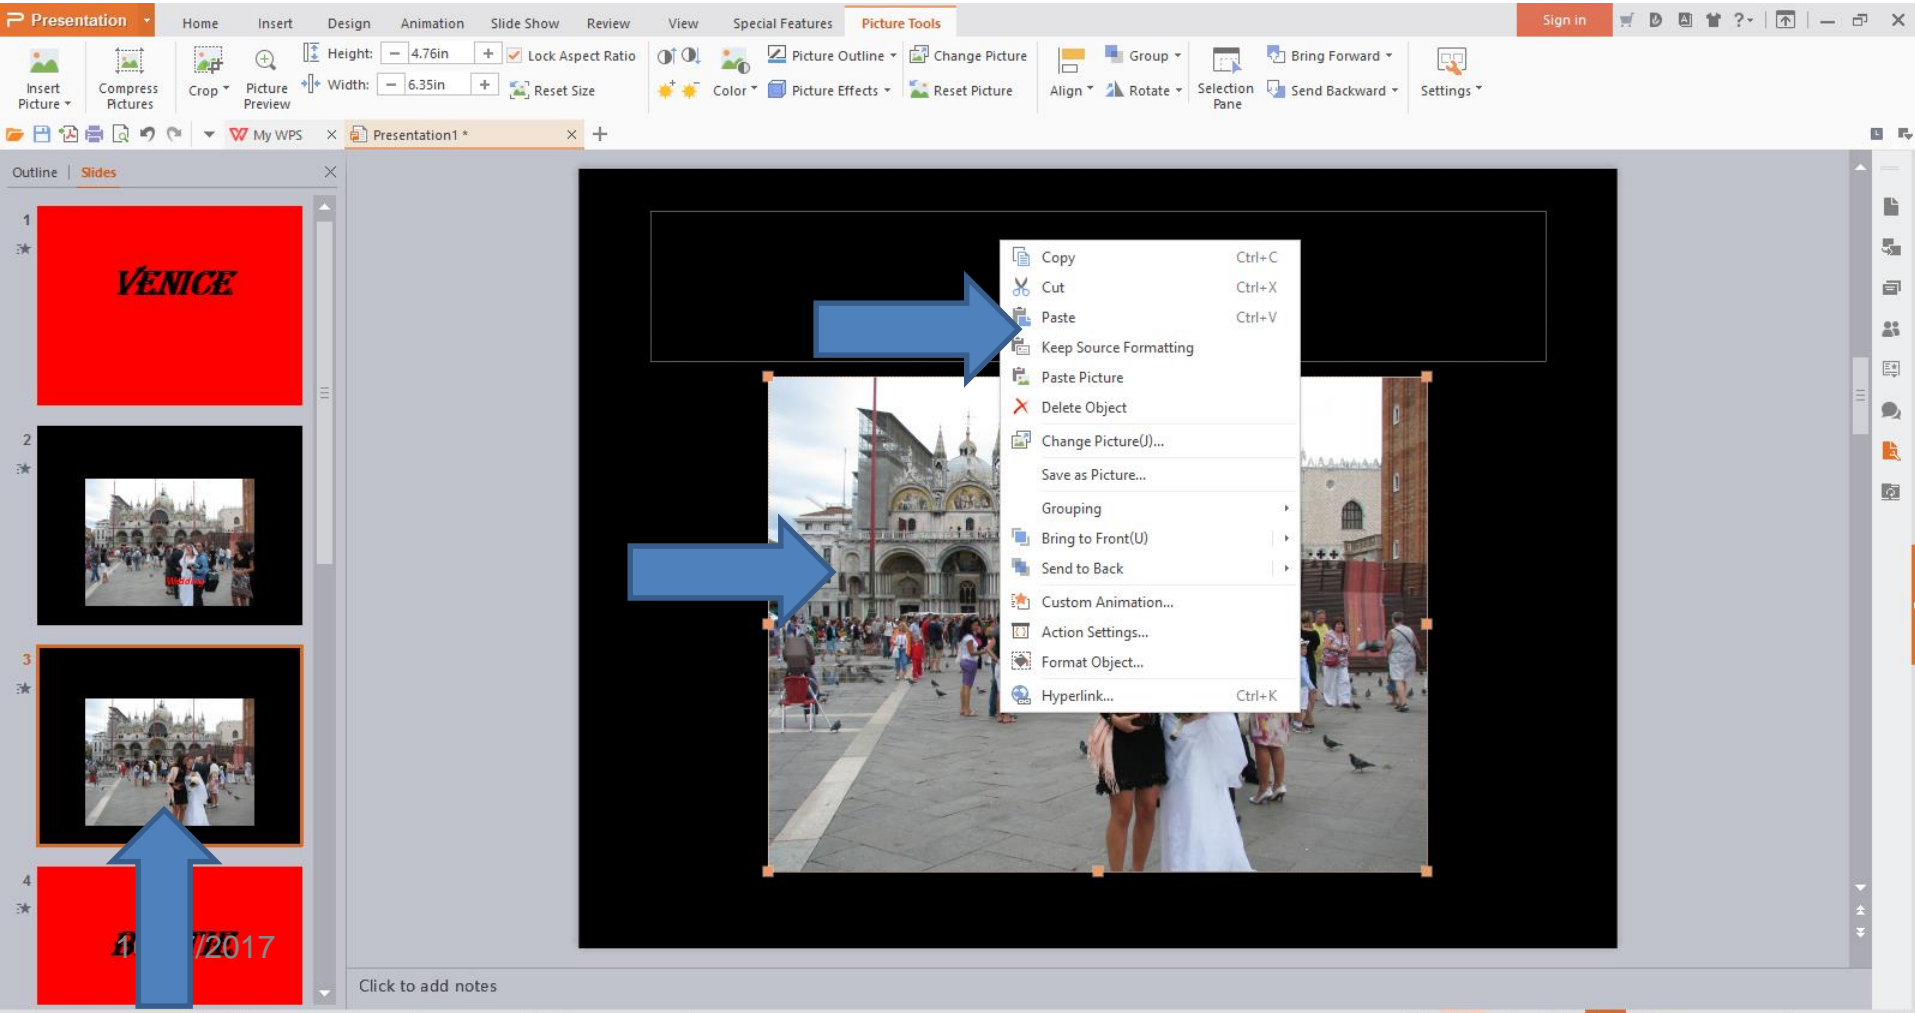 Presentation
Home Insert Design Animation Slide Show Review View Special Features Picture Tools
Sign in
?
Insert Picture
Compress Pictures
Crop
Picture Preview
Height: − 4.76in +
Width: − 6.35in +
Lock Aspect Ratio
Reset Size
Color
Picture Outline
Picture Effects
Change Picture
Reset Picture
Align
Group
Rotate
Selection Pane
Bring Forward
Send Backward
Settings
W My WPS × Presentation1 * × +
Outline | Slides
1
VENICE
2
Wedding
3
4
/2017
Copy Ctrl+C
Cut Ctrl+X
Paste Ctrl+V
Keep Source Formatting
Paste Picture
Delete Object
Change Picture(J)...
Save as Picture...
Grouping
Bring to Front(U)
Send to Back
Custom Animation...
Action Settings...
Format Object...
Hyperlink... Ctrl+K
Click to add notes